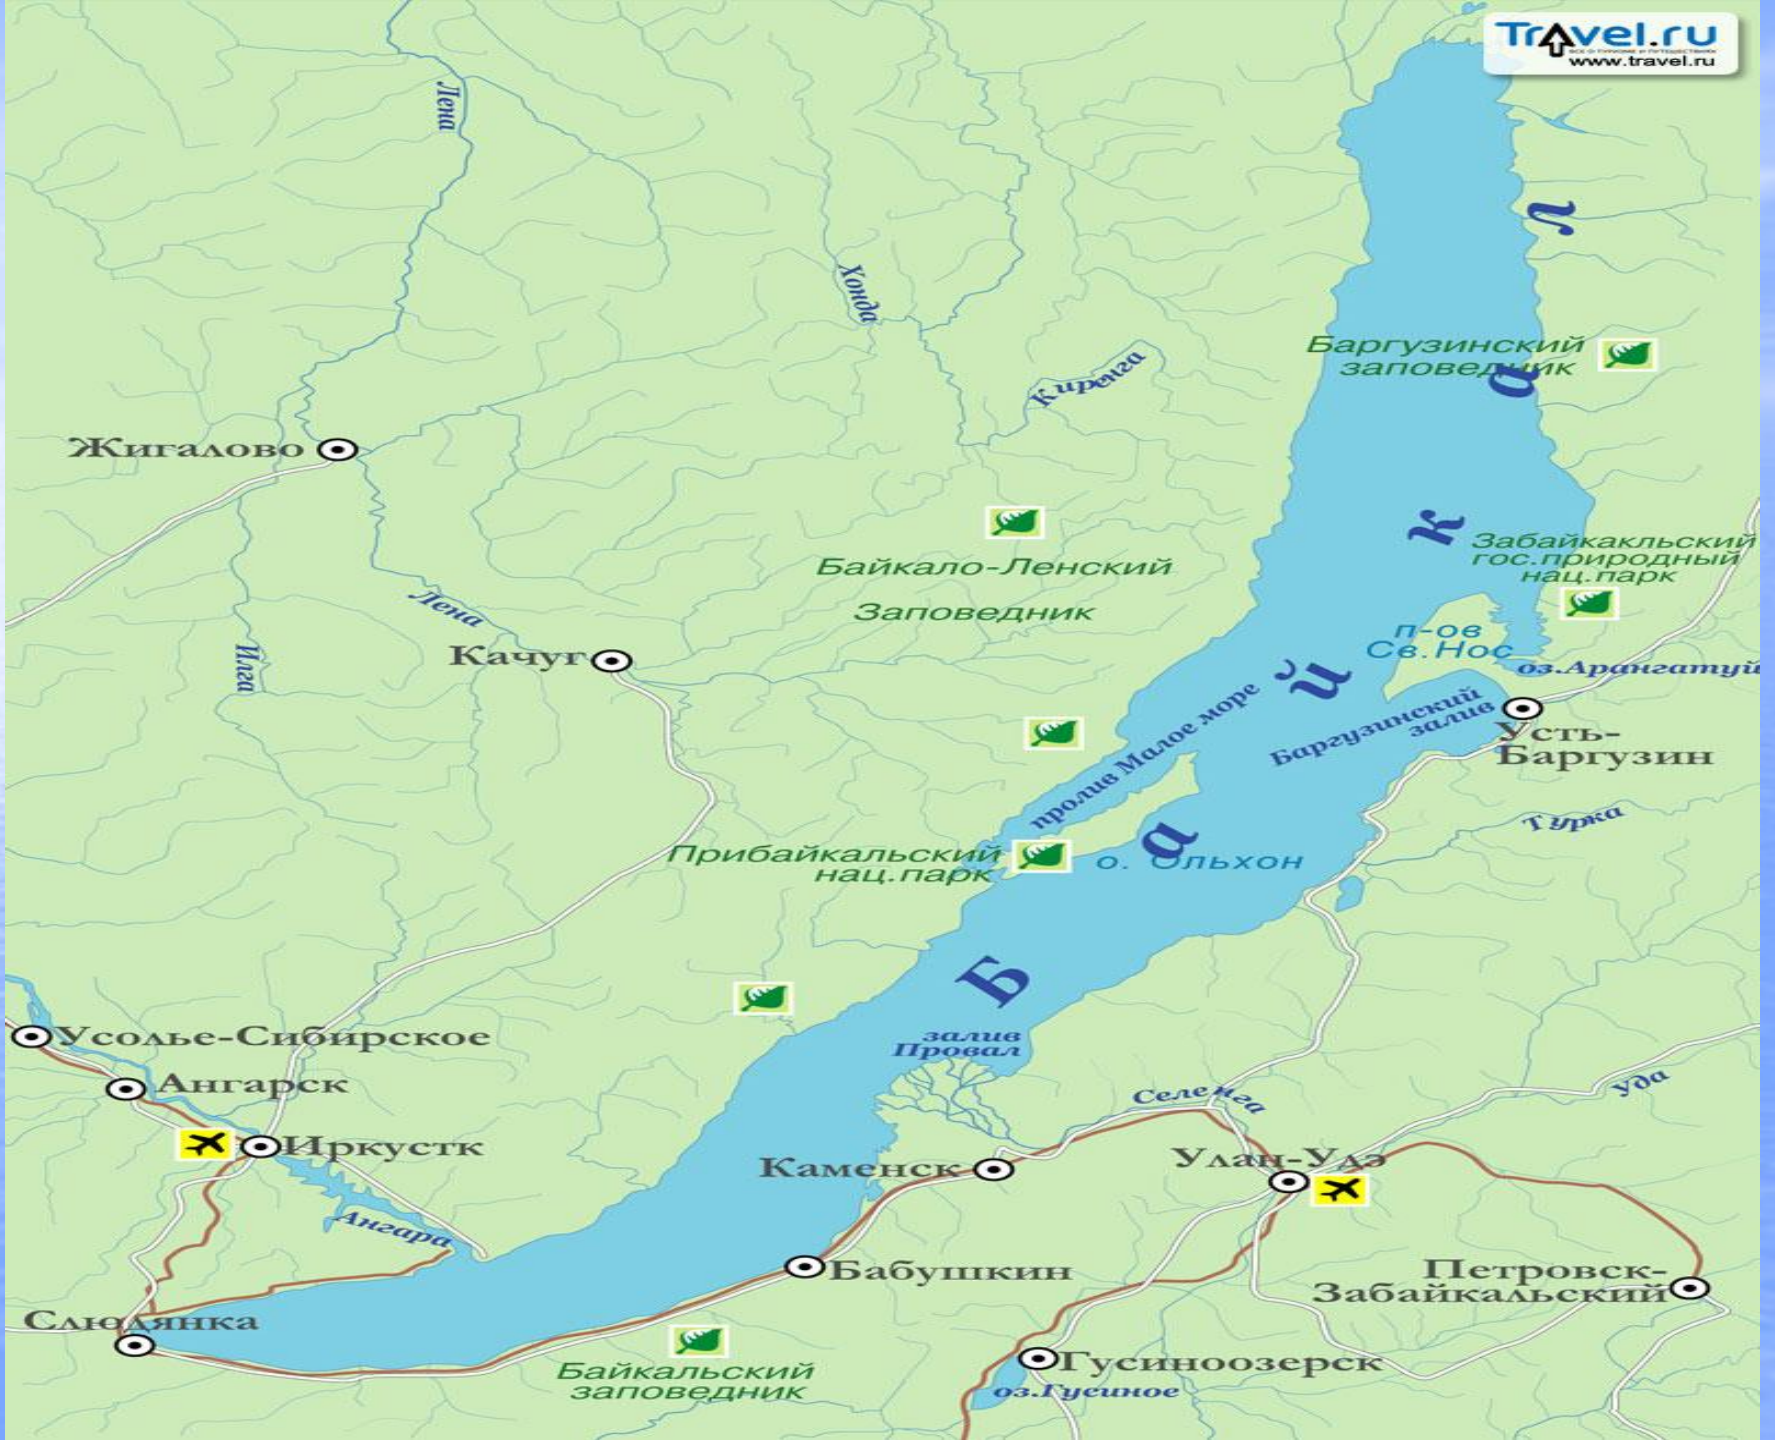 Travel.ru
ВСЕ О ТУРИЗМЕ И ПУТЕШЕСТВИЯХ
www.travel.ru
Лена
л
Хонда
Баргузинский
заповедник
а
Киренга
Жигалово
к
Забайкакльский
гос.природный
нац.парк
Байкало-Ленский
Заповедник
Лена
п-ов
Св.Нос
Качуг
Илга
оз.Арангатуй
й
Баргузинский
залив
пролив Малое море
Усть-
Баргузин
Турка
Прибайкальский
нац.парк
а
о. Ольхон
Б
залив
Провал
Усолье-Сибирское
Ангарск
Селенга
Уда
Иркустк
Каменск
Улан-Удэ
Ангара
Бабушкин
Петровск-
Забайкальский
Слюдянка
Байкальский
заповедник
Гусиноозерск
оз.Гусиное